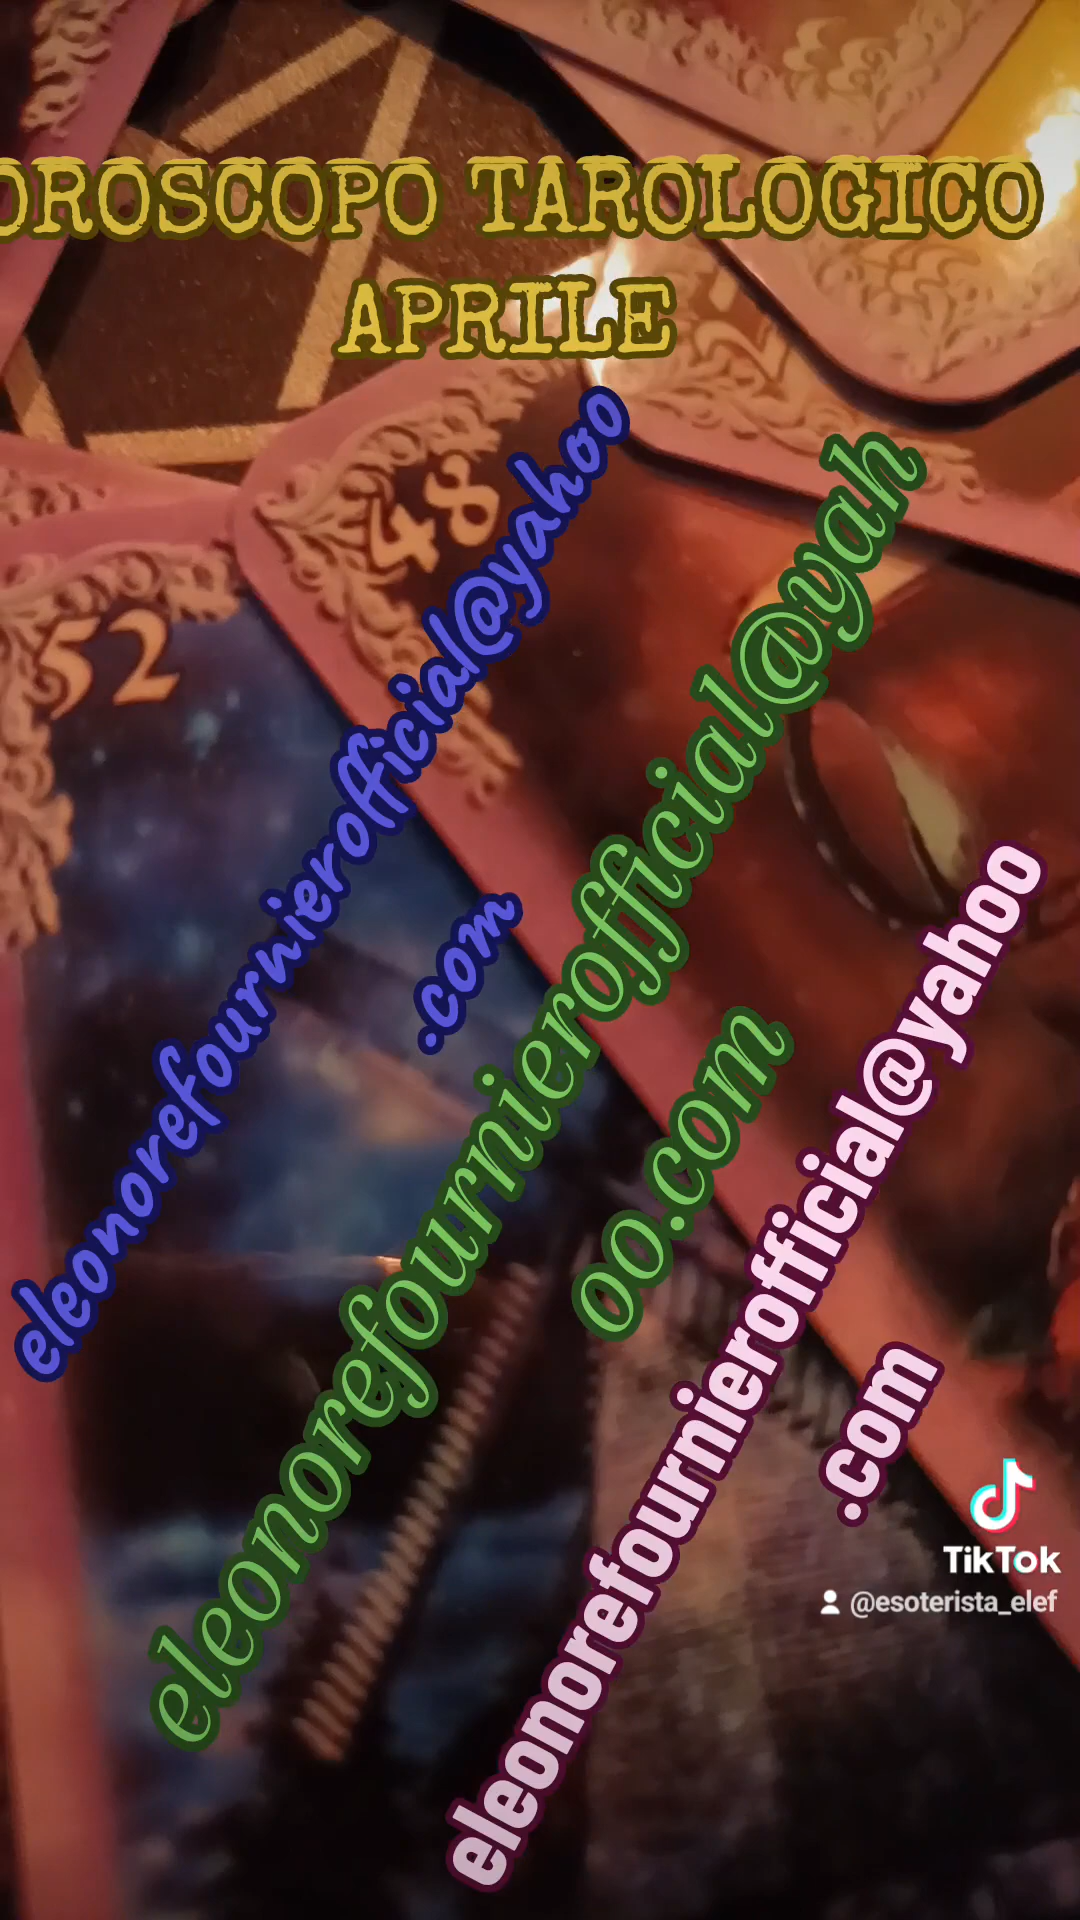 OROSCOPO TAROLOGICO
APRILE
48
52
eleonorefournierofficial@yahoo
.com
eleonorefournierofficial@yah
oo.com
eleonorefournierofficial@yahoo
.com
TikTok
@esoterista_elef